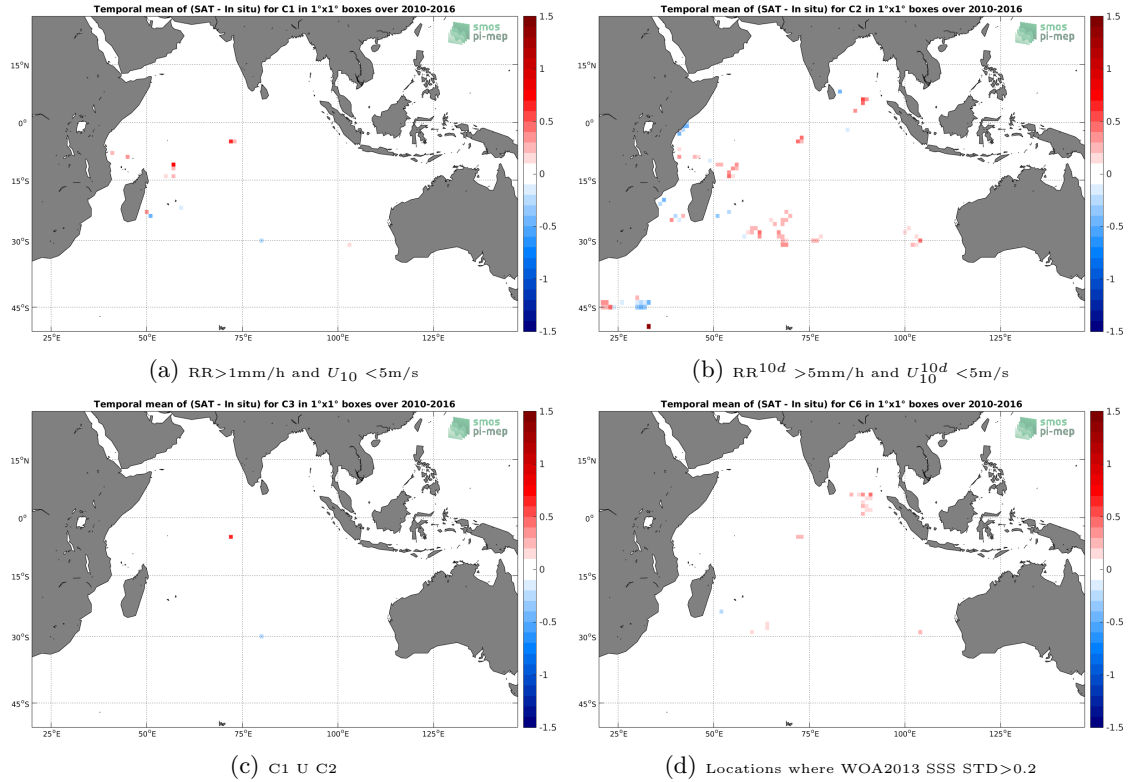 Temporal mean of (SAT - In situ) for C1 in 1°x1° boxes over 2010-2016
smos
pi-mep
15°N
0°
15°S
30°S
45°S
25°E
50°E
75°E
100°E
125°E
1.5
1
0.5
0
-0.5
-1
-1.5
(a) RR>1mm/h and U10 <5m/s
Temporal mean of (SAT - In situ) for C2 in 1°x1° boxes over 2010-2016
smos
pi-mep
15°N
0°
15°S
30°S
45°S
25°E
50°E
75°E
100°E
125°E
1.5
1
0.5
0
-0.5
-1
-1.5
(b) RR10d >5mm/h and U10 10d <5m/s
Temporal mean of (SAT - In situ) for C3 in 1°x1° boxes over 2010-2016
smos
pi-mep
15°N
0°
15°S
30°S
45°S
25°E
50°E
75°E
100°E
125°E
1.5
1
0.5
0
-0.5
-1
-1.5
(c) C1 U C2
Temporal mean of (SAT - In situ) for C6 in 1°x1° boxes over 2010-2016
smos
pi-mep
15°N
0°
15°S
30°S
45°S
25°E
50°E
75°E
100°E
125°E
1.5
1
0.5
0
-0.5
-1
-1.5
(d) Locations where WOA2013 SSS STD>0.2